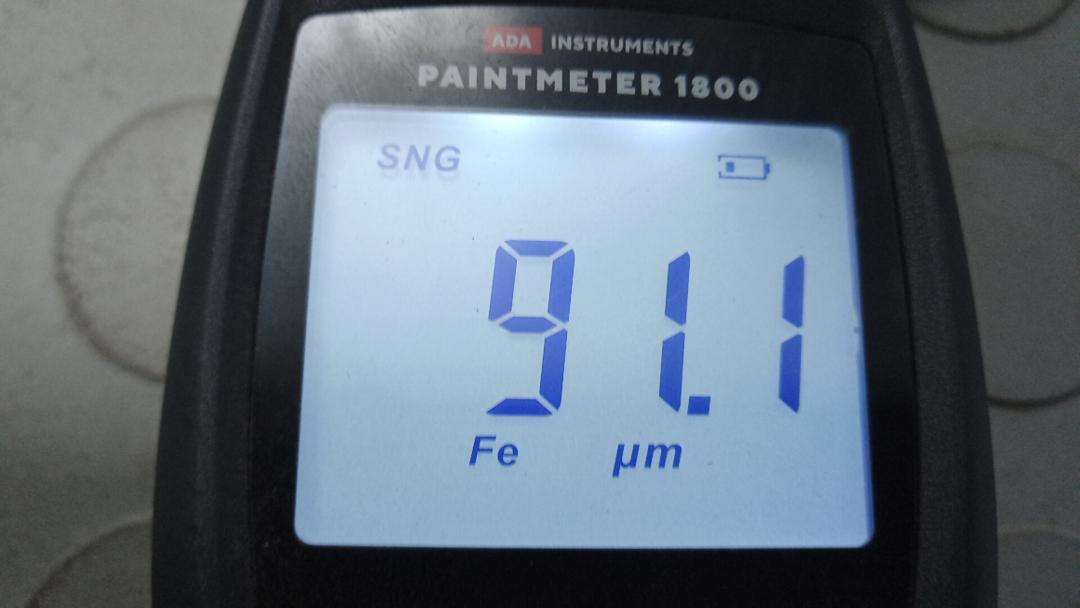 ADA INSTRUMENTS
PAINTMETER 1800
SNG
91.1
Fe µm